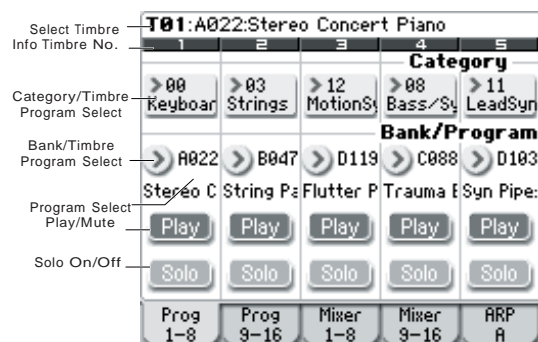 Select Timbre
Info Timbre No.
Category/Timbre
Program Select
Bank/Timbre
Program Select
Program Select
Play/Mute
Solo On/Off
T01:A022:Stereo Concert Piano
1 2 3 4 5
Category
00 03 12 08 11
Keyboar Strings MotionSy Bass/Sy LeadSyn
Bank/Program
A022 B047 D119 C088 D103
Stereo C String Pa Flutter P Trauma Syn Pipe:
Play Play Play Play Play
Solo Solo Solo Solo Solo
Prog Prog Mixer Mixer ARP
1-8 9-16 1-8 9-16 A